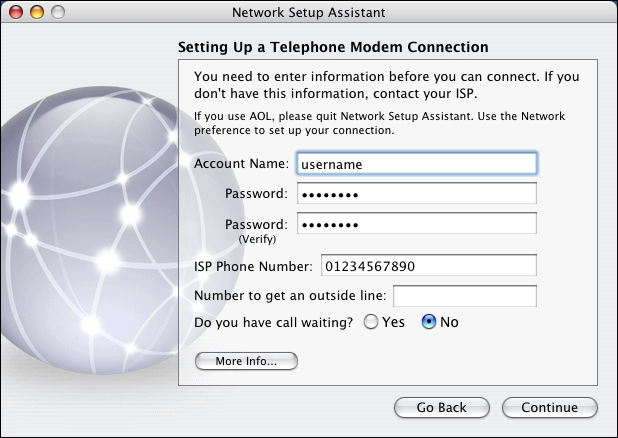 Network Setup Assistant
Setting Up a Telephone Modem Connection
You need to enter information before you can connect. If you
don't have this information, contact your ISP.
If you use AOL, please quit Network Setup Assistant. Use the Network
preference to set up your connection.
Account Name: username
Password: ••••••••
Password: ••••••••
(Verify)
ISP Phone Number: 01234567890
Number to get an outside line:
Do you have call waiting? Yes No
More Info...
Go Back Continue